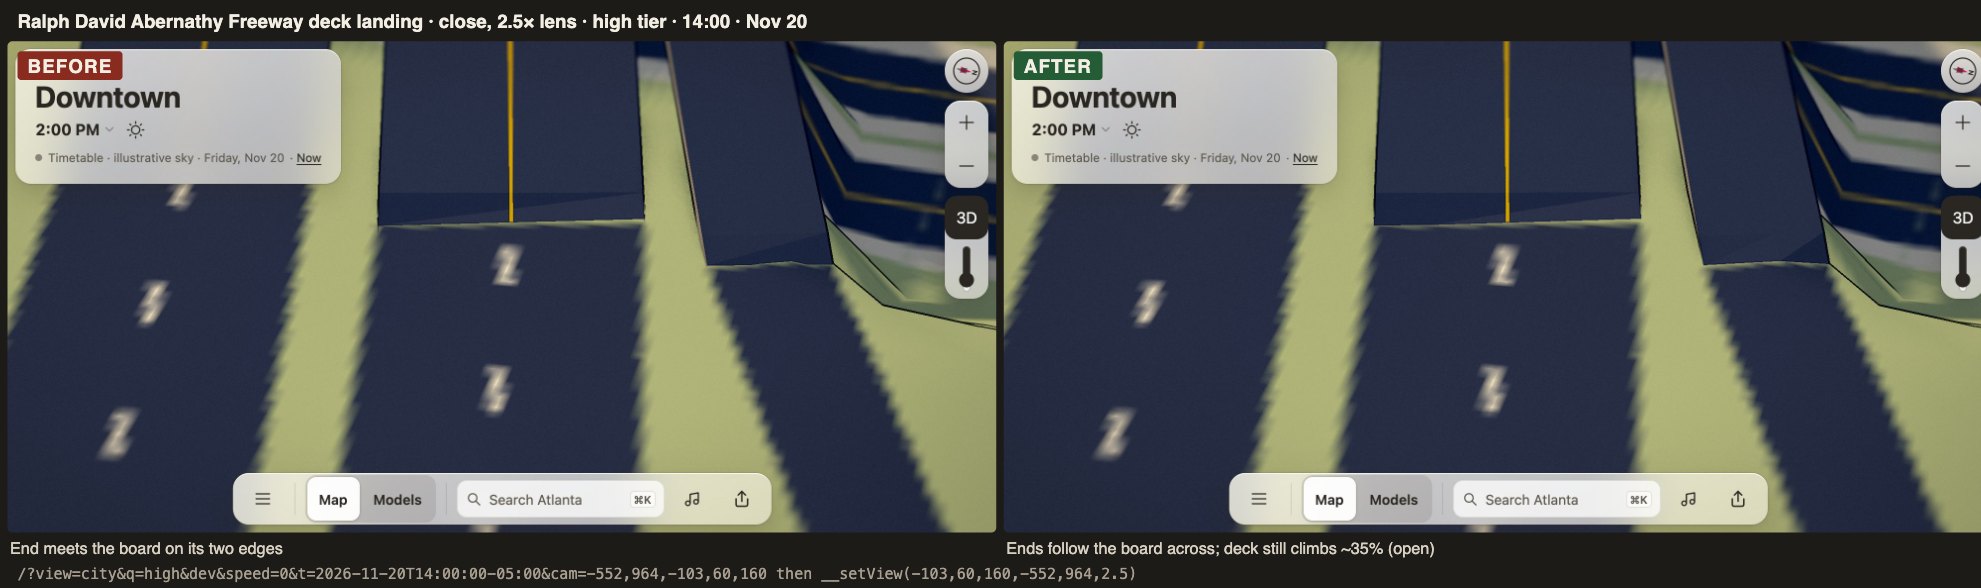 Ralph David Abernathy Freeway deck landing · close, 2.5× lens · high tier · 14:00 · Nov 20
BEFORE
Downtown
2:00 PM
Timetable · illustrative sky · Friday, Nov 20 · Now
z
+
−
3D
Map Models Search Atlanta ⌘K
End meets the board on its two edges
AFTER
Downtown
2:00 PM
Timetable · illustrative sky · Friday, Nov 20 · Now
z
+
−
3D
Map Models Search Atlanta ⌘K
Ends follow the board across; deck still climbs ~35% (open)
/?view=city&q=high&dev&speed=0&t=2026-11-20T14:00:00-05:00&cam=-552,964,-103,60,160 then __setView(-103,60,160,-552,964,2.5)